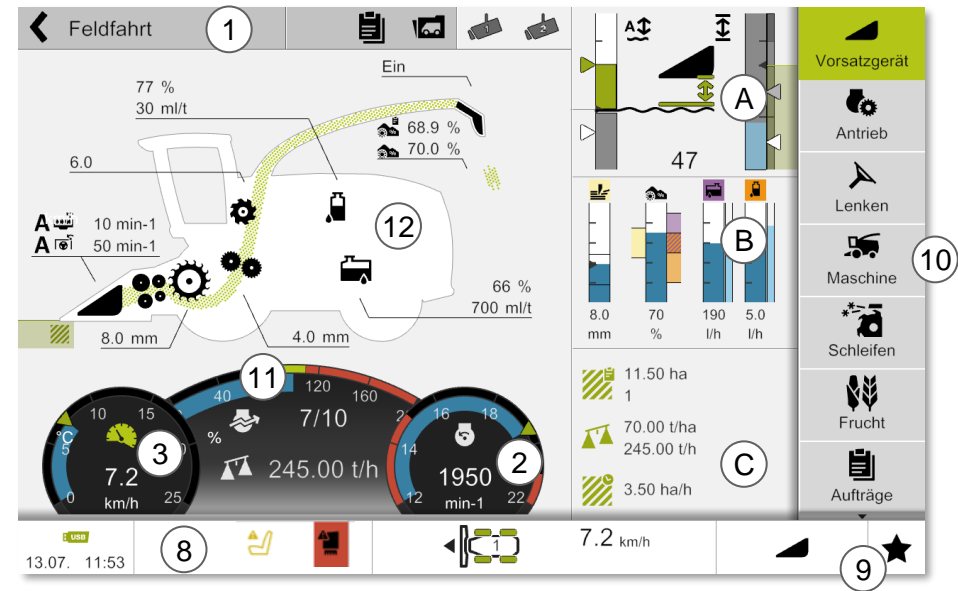 Feldfahrt
1
1
2
77 %
30 ml/t
Ein
68.9 %
70.0 %
6.0
A 10 min-1
A 50 min-1
12
66 %
700 ml/t
8.0 mm
4.0 mm
11
40
120
160
2
%
7/10
245.00 t/h
°C
0
5
10
15
25
3
7.2
km/h
12
14
16
18
22
2
1950
min-1
A
A
47
B
8.0
mm
70
%
190
l/h
5.0
l/h
11.50 ha
1
70.00 t/ha
245.00 t/h
C
3.50 ha/h
Vorsatzgerät
Antrieb
Lenken
Maschine
10
Schleifen
Frucht
Aufträge
USB
13.07. 11:53
8
1
7.2 km/h
9